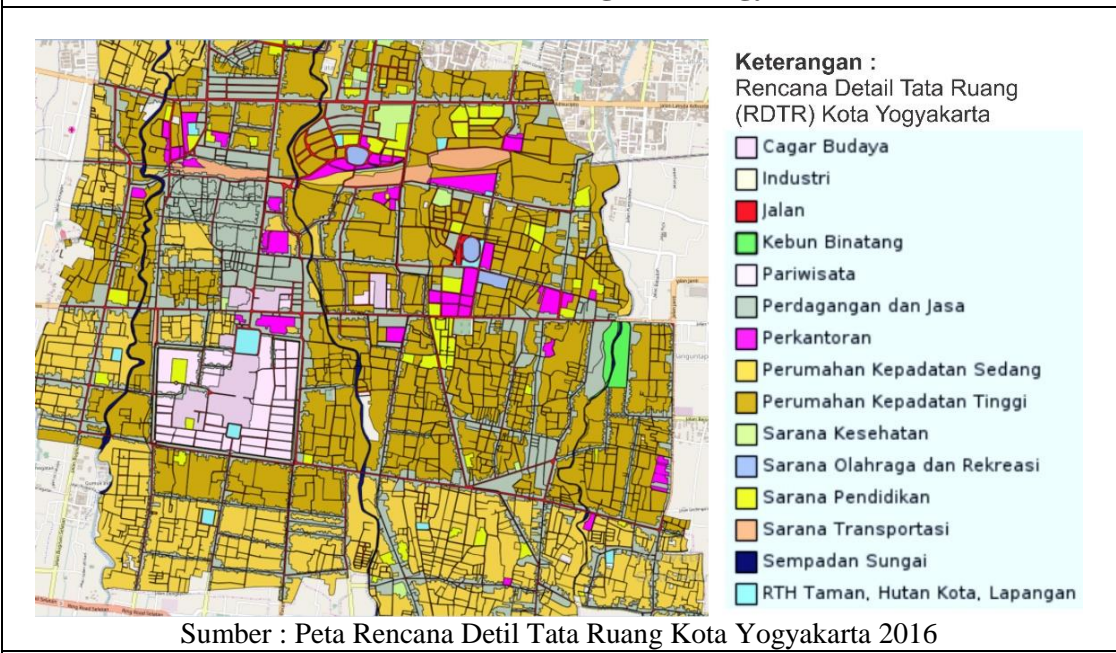 Keterangan :
Rencana Detail Tata Ruang
(RDTR) Kota Yogyakarta
Cagar Budaya
Industri
Jalan
Kebun Binatang
Pariwisata
Perdagangan dan Jasa
Perkantoran
Perumahan Kepadatan Sedang
Perumahan Kepadatan Tinggi
Sarana Kesehatan
Sarana Olahraga dan Rekreasi
Sarana Pendidikan
Sarana Transportasi
Sempadan Sungai
RTH Taman, Hutan Kota, Lapangan
Sumber : Peta Rencana Detil Tata Ruang Kota Yogyakarta 2016